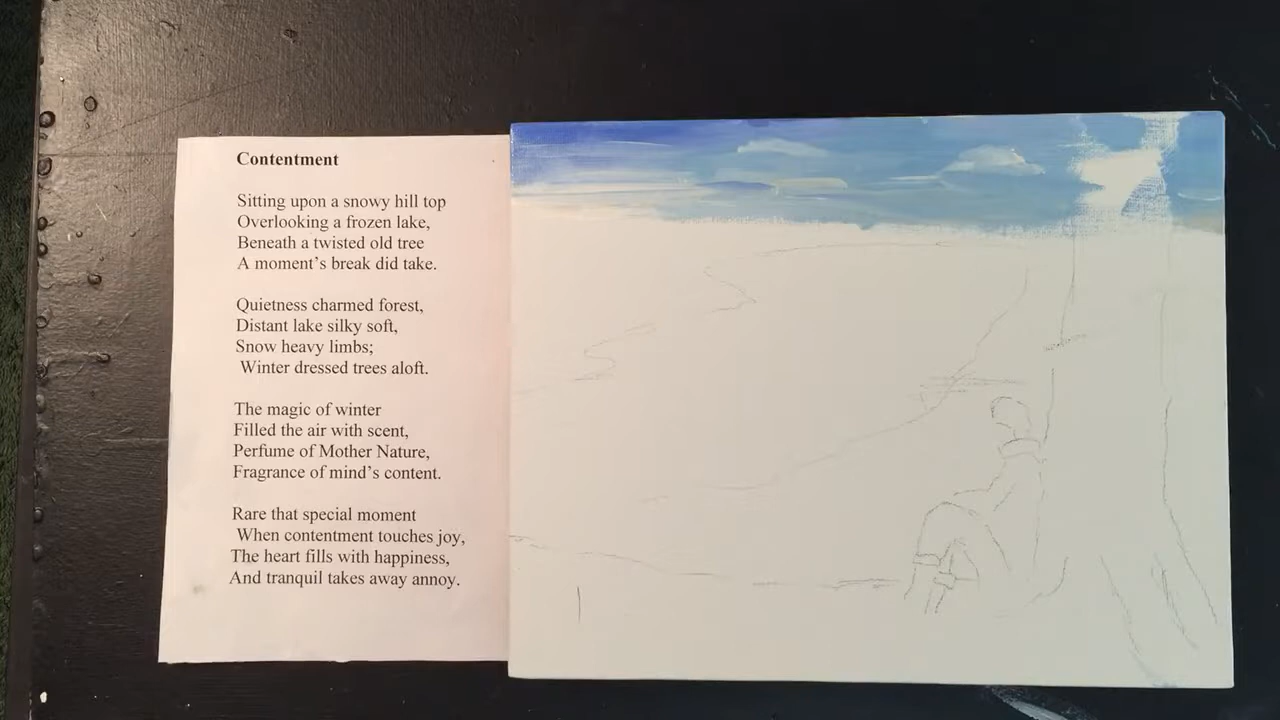 Contentment
Sitting upon a snowy hill top
Overlooking a frozen lake,
Beneath a twisted old tree
A moment's break did take.
Quietness charmed forest,
Distant lake silky soft,
Snow heavy limbs;
Winter dressed trees aloft.
The magic of winter
Filled the air with scent,
Perfume of Mother Nature,
Fragrance of mind's content.
Rare that special moment
When contentment touches joy,
The heart fills with happiness,
And tranquil takes away annoy.